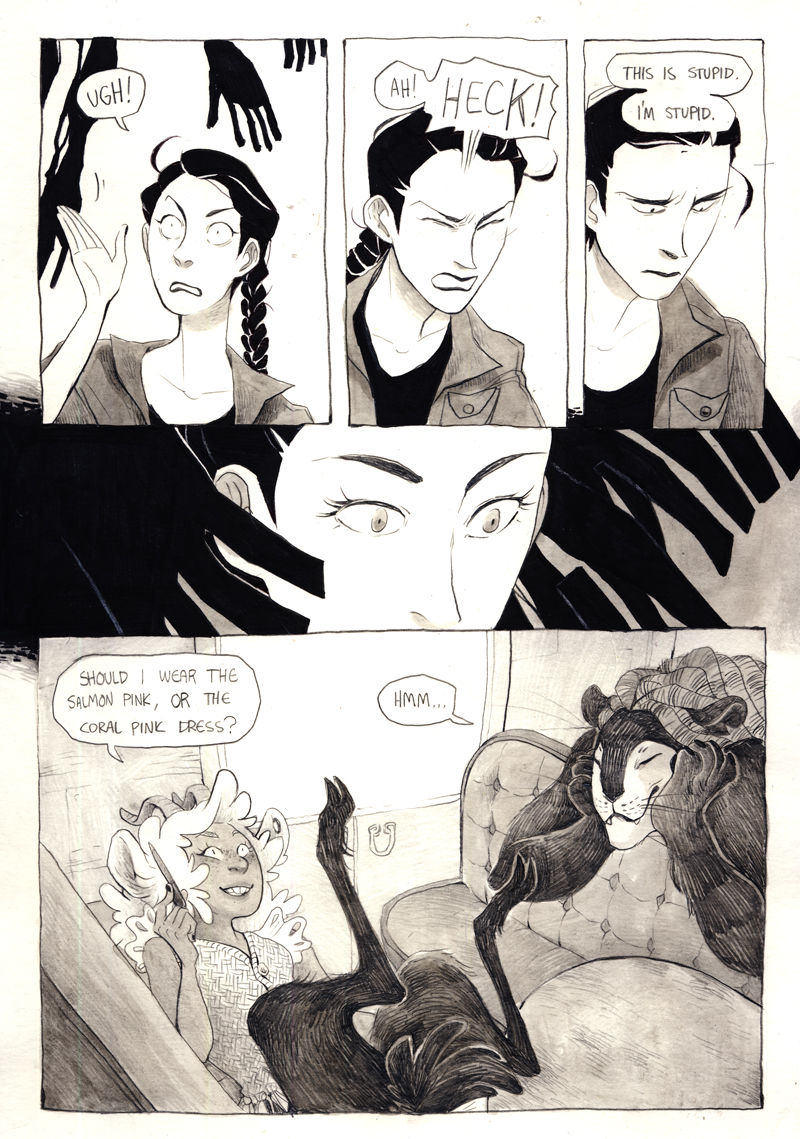 UGH!
AH!
HECK!
THIS IS STUPID.
I'M STUPID.
SHOULD I WEAR THE
SALMON PINK, OR THE
CORAL PINK DRESS?
HMM...